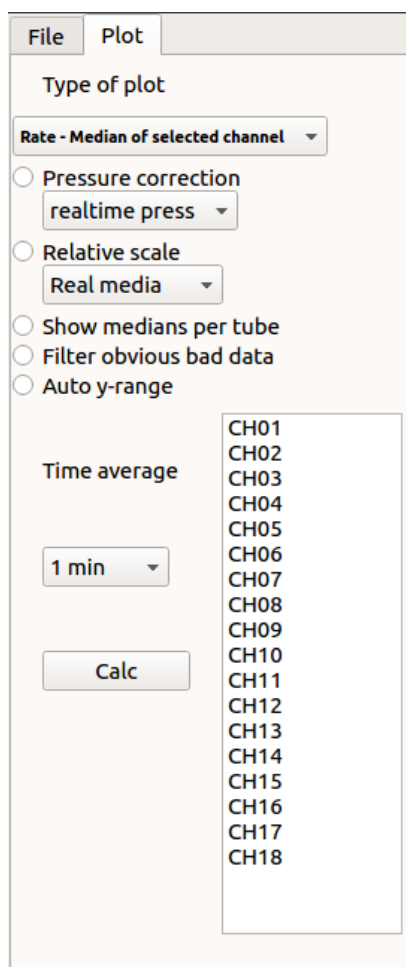 File Plot
Type of plot
Rate - Median of selected channel
Pressure correction
realtime press
Relative scale
Real media
Show medians per tube
Filter obvious bad data
Auto y-range
Time average
1 min
Calc
CH01
CH02
CH03
CH04
CH05
CH06
CH07
CH08
CH09
CH10
CH11
CH12
CH13
CH14
CH15
CH16
CH17
CH18